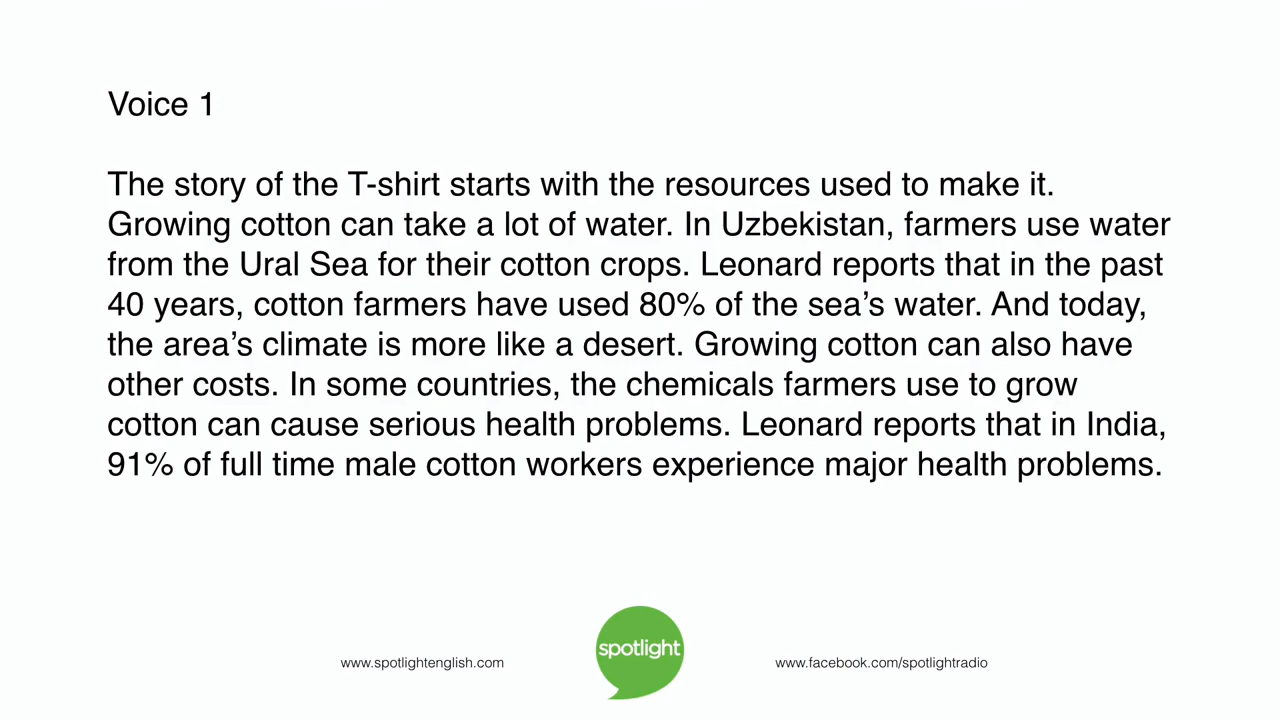 Voice 1
The story of the T-shirt starts with the resources used to make it.
Growing cotton can take a lot of water. In Uzbekistan, farmers use water
from the Ural Sea for their cotton crops. Leonard reports that in the past
40 years, cotton farmers have used 80% of the sea’s water. And today,
the area’s climate is more like a desert. Growing cotton can also have
other costs. In some countries, the chemicals farmers use to grow
cotton can cause serious health problems. Leonard reports that in India,
91% of full time male cotton workers experience major health problems.
www.spotlightenglish.com
spotlight
www.facebook.com/spotlightradio